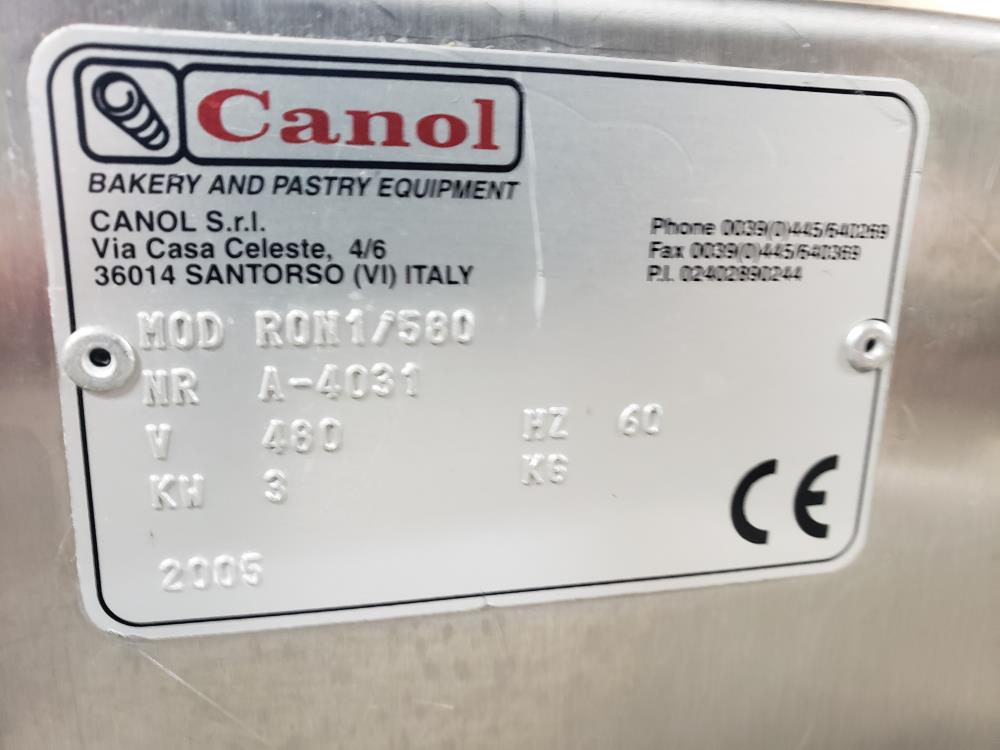 Canol
BAKERY AND PASTRY EQUIPMENT
CANOL S.r.l.
Via Casa Celeste, 4/6
36014 SANTORSO (VI) ITALY
Phone 0039(0)445/640269
Fax 0039(0)445/640369
P.I. 02402890244
MOD RON1/580
NR A-4031
V 480 HZ 60
KW 3 KG
2005
CE